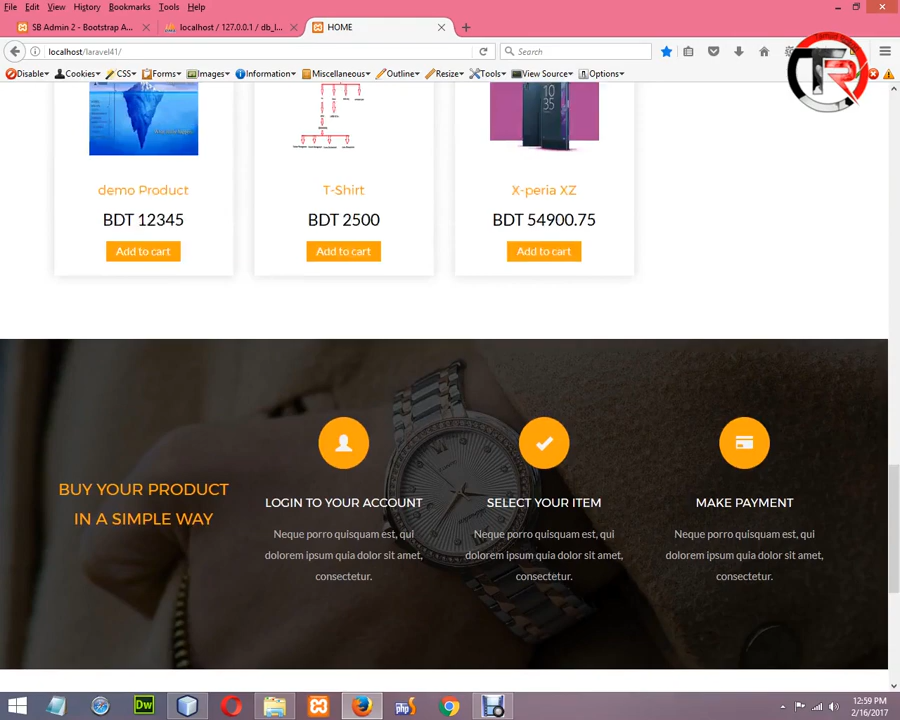 File Edit View History Bookmarks Tools Help
SB Admin 2 - Bootstrap A...
localhost / 127.0.0.1 / db_l...
HOME
localhost/laravel41/
Search
Disable Cookies CSS Forms Images Information Miscellaneous Outline Resize Tools View Source Options
demo Product
T-Shirt
X-peria XZ
BDT 12345
BDT 2500
BDT 54900.75
Add to cart
Add to cart
Add to cart
BUY YOUR PRODUCT
IN A SIMPLE WAY
LOGIN TO YOUR ACCOUNT
Neque porro quisquam est, qui
dolorem ipsum quia dolor sit amet,
consectetur.
SELECT YOUR ITEM
Neque porro quisquam est, qui
dolorem ipsum quia dolor sit amet,
consectetur.
MAKE PAYMENT
Neque porro quisquam est, qui
dolorem ipsum quia dolor sit amet,
consectetur.
Dw
php
12:59 PM
2/16/2017